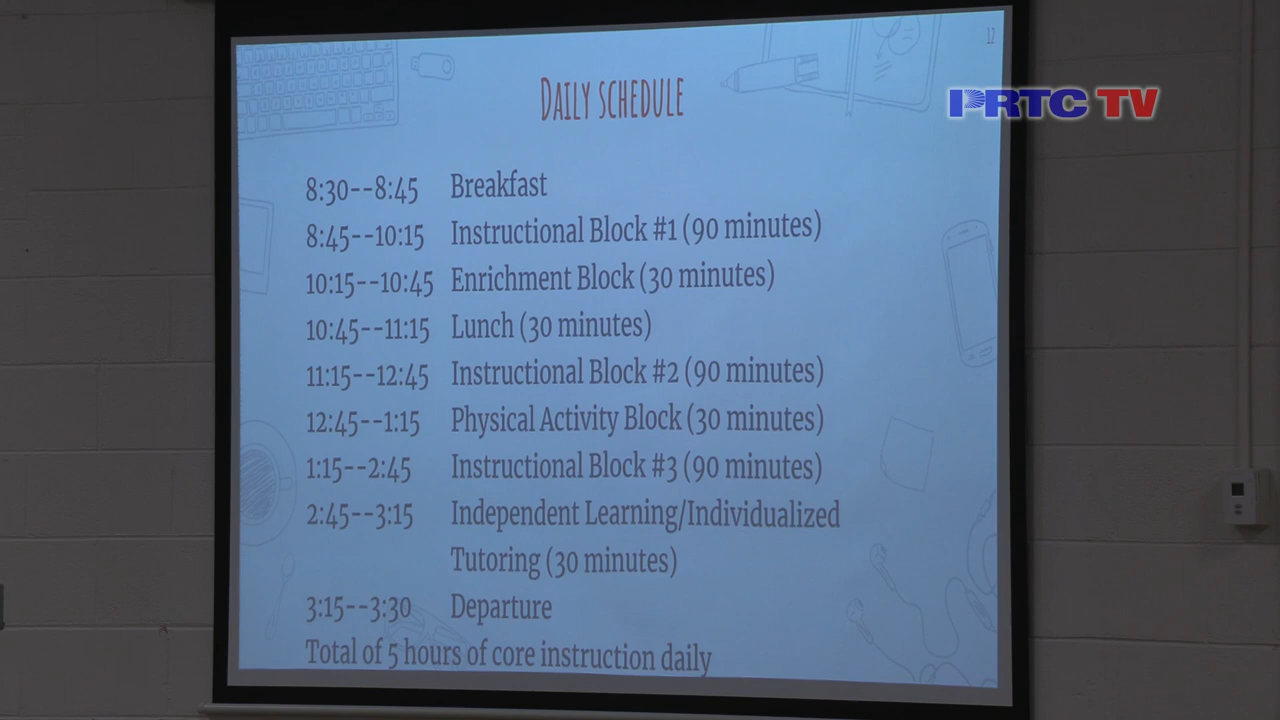 12
DAILY SCHEDULE
PRTC TV
8:30--8:45 Breakfast
8:45--10:15 Instructional Block #1 (90 minutes)
10:15--10:45 Enrichment Block (30 minutes)
10:45--11:15 Lunch (30 minutes)
11:15--12:45 Instructional Block #2 (90 minutes)
12:45--1:15 Physical Activity Block (30 minutes)
1:15--2:45 Instructional Block #3 (90 minutes)
2:45--3:15 Independent Learning/Individualized
Tutoring (30 minutes)
3:15--3:30 Departure
Total of 5 hours of core instruction daily